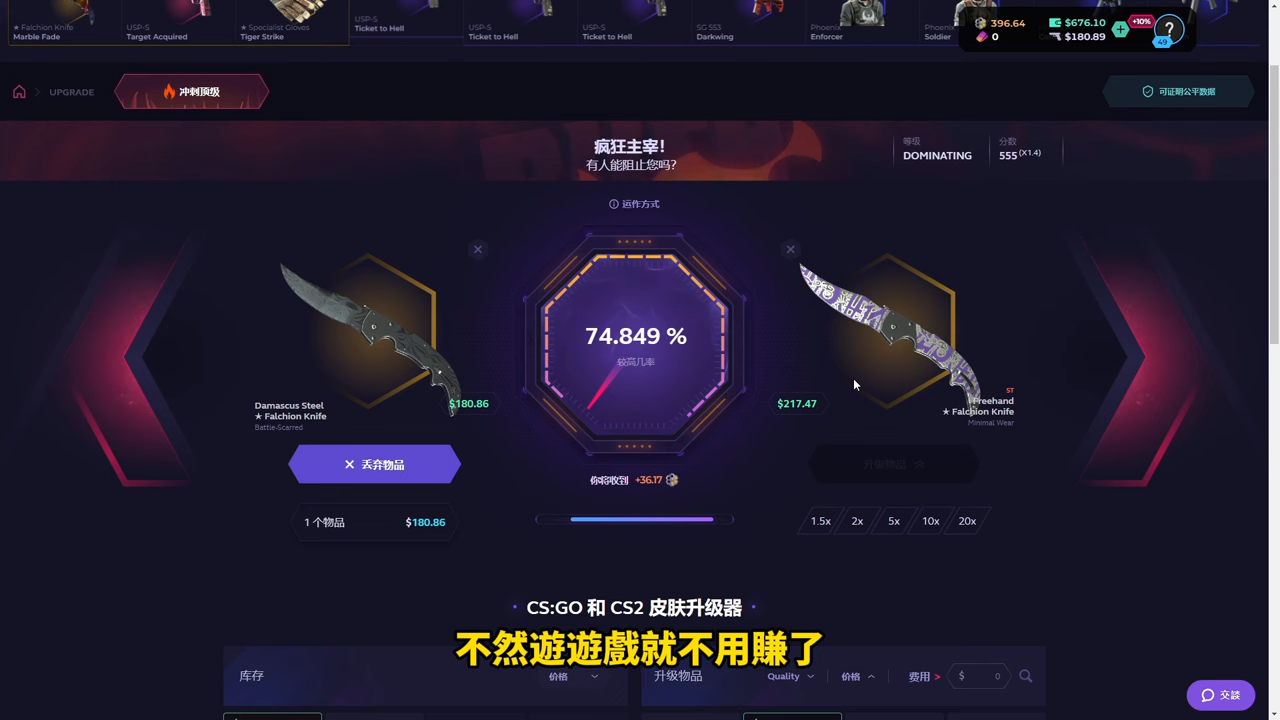 ★ Falchion Knife
Marble Fade
USP-S
Target Acquired
★ Specialist Gloves
Tiger Strike
USP-S
Ticket to Hell
USP-S
Ticket to Hell
USP-S
Ticket to Hell
SG 553
Darkwing
Phoenix
Enforcer
Phoenix
Soldier
396.64
0
$676.10
$180.89
+10%
?
49
UPGRADE
冲刺顶级
可证明公平数据
疯狂主宰!
有人能阻止您吗?
等级
DOMINATING
分数
555 (X1.4)
运作方式
74.849 %
较高几率
$180.86
Damascus Steel
★ Falchion Knife
Battle-Scarred
$217.47
ST
Freehand
★ Falchion Knife
Minimal Wear
丢弃物品
升级物品
你将收到 +36.17
1 个物品
$180.86
1.5x
2x
5x
10x
20x
CS:GO 和 CS2 皮肤升级器
不然遊遊戲就不用賺了
库存
价格
升级物品
Quality
价格
费用 >
$ 0
交談